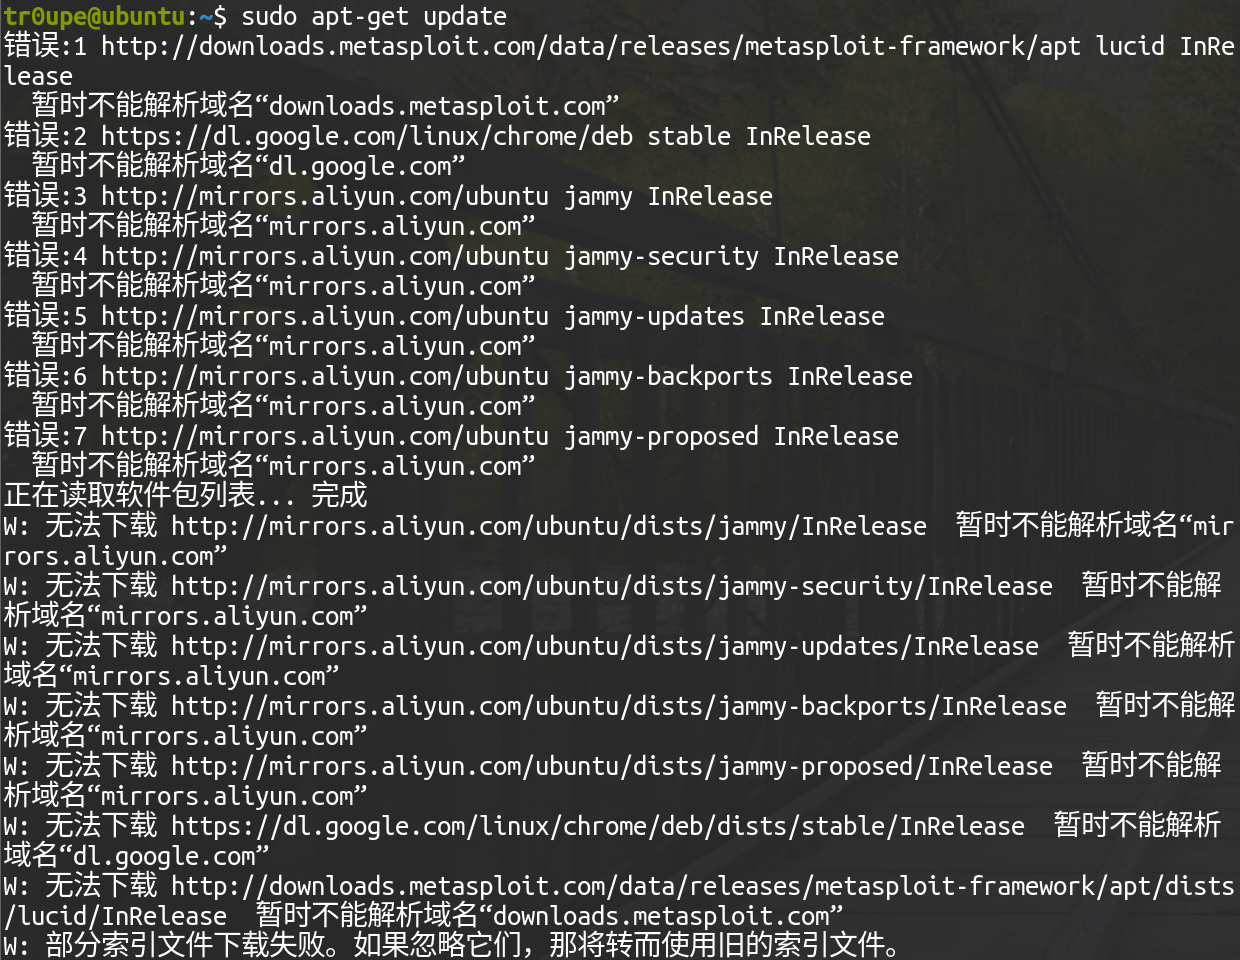 tr0upe@ubuntu:~$ sudo apt-get update
错误:1 http://downloads.metasploit.com/data/releases/metasploit-framework/apt lucid InRe
lease
  暂时不能解析域名“downloads.metasploit.com”
错误:2 https://dl.google.com/linux/chrome/deb stable InRelease
  暂时不能解析域名“dl.google.com”
错误:3 http://mirrors.aliyun.com/ubuntu jammy InRelease
  暂时不能解析域名“mirrors.aliyun.com”
错误:4 http://mirrors.aliyun.com/ubuntu jammy-security InRelease
  暂时不能解析域名“mirrors.aliyun.com”
错误:5 http://mirrors.aliyun.com/ubuntu jammy-updates InRelease
  暂时不能解析域名“mirrors.aliyun.com”
错误:6 http://mirrors.aliyun.com/ubuntu jammy-backports InRelease
  暂时不能解析域名“mirrors.aliyun.com”
错误:7 http://mirrors.aliyun.com/ubuntu jammy-proposed InRelease
  暂时不能解析域名“mirrors.aliyun.com”
正在读取软件包列表... 完成
W: 无法下载 http://mirrors.aliyun.com/ubuntu/dists/jammy/InRelease  暂时不能解析域名“mir
rors.aliyun.com”
W: 无法下载 http://mirrors.aliyun.com/ubuntu/dists/jammy-security/InRelease  暂时不能解
析域名“mirrors.aliyun.com”
W: 无法下载 http://mirrors.aliyun.com/ubuntu/dists/jammy-updates/InRelease  暂时不能解析
域名“mirrors.aliyun.com”
W: 无法下载 http://mirrors.aliyun.com/ubuntu/dists/jammy-backports/InRelease  暂时不能解
析域名“mirrors.aliyun.com”
W: 无法下载 http://mirrors.aliyun.com/ubuntu/dists/jammy-proposed/InRelease  暂时不能解
析域名“mirrors.aliyun.com”
W: 无法下载 https://dl.google.com/linux/chrome/deb/dists/stable/InRelease  暂时不能解析
域名“dl.google.com”
W: 无法下载 http://downloads.metasploit.com/data/releases/metasploit-framework/apt/dists
/lucid/InRelease  暂时不能解析域名“downloads.metasploit.com”
W: 部分索引文件下载失败。如果忽略它们，那将转而使用旧的索引文件。